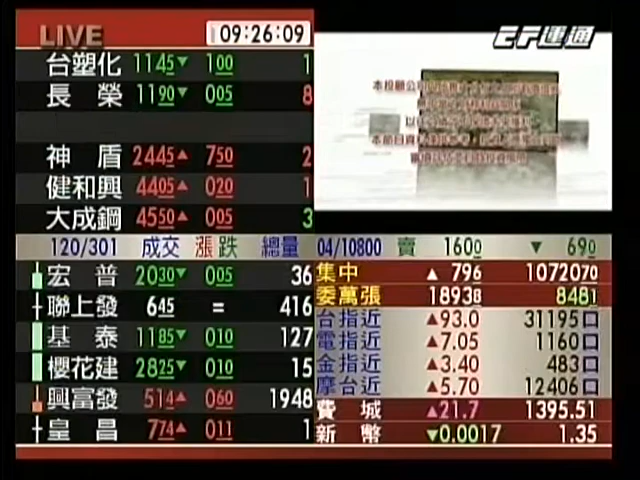 LIVE 09:26:09
台塑化 1145▼ 100 1
長榮 1190▼ 005 8
神盾 2445▲ 750 2
健和興 4405▲ 020 1
大成鋼 4550▲ 005 3
120/301 成交 漲跌 總量
宏普 2030▼ 005 36
聯上發 645 = 416
基泰 1185▼ 010 127
櫻花建 2825▼ 010 15
興富發 514▲ 060 1948
皇昌 774▲ 011 1
運通
04/10800 賣 1600 ▼ 690
集中 ▲ 796 1072070
委萬張 18938 8481
台指近 ▲93.0 31195口
電指近 ▲7.05 1160口
金指近 ▲3.40 483口
摩台近 ▲5.70 12406口
費城 ▲21.7 1395.51
新幣 ▼0.0017 1.35